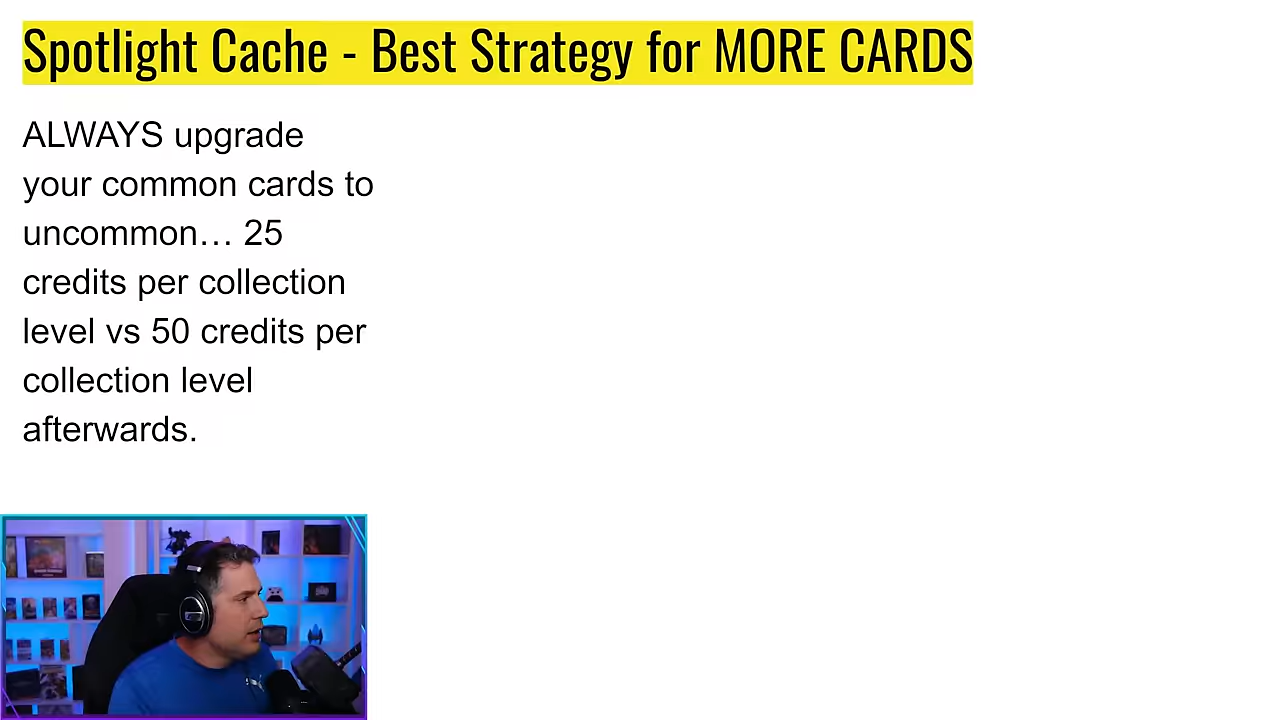 Spotlight Cache - Best Strategy for MORE CARDS
ALWAYS upgrade
your common cards to
uncommon… 25
credits per collection
level vs 50 credits per
collection level
afterwards.